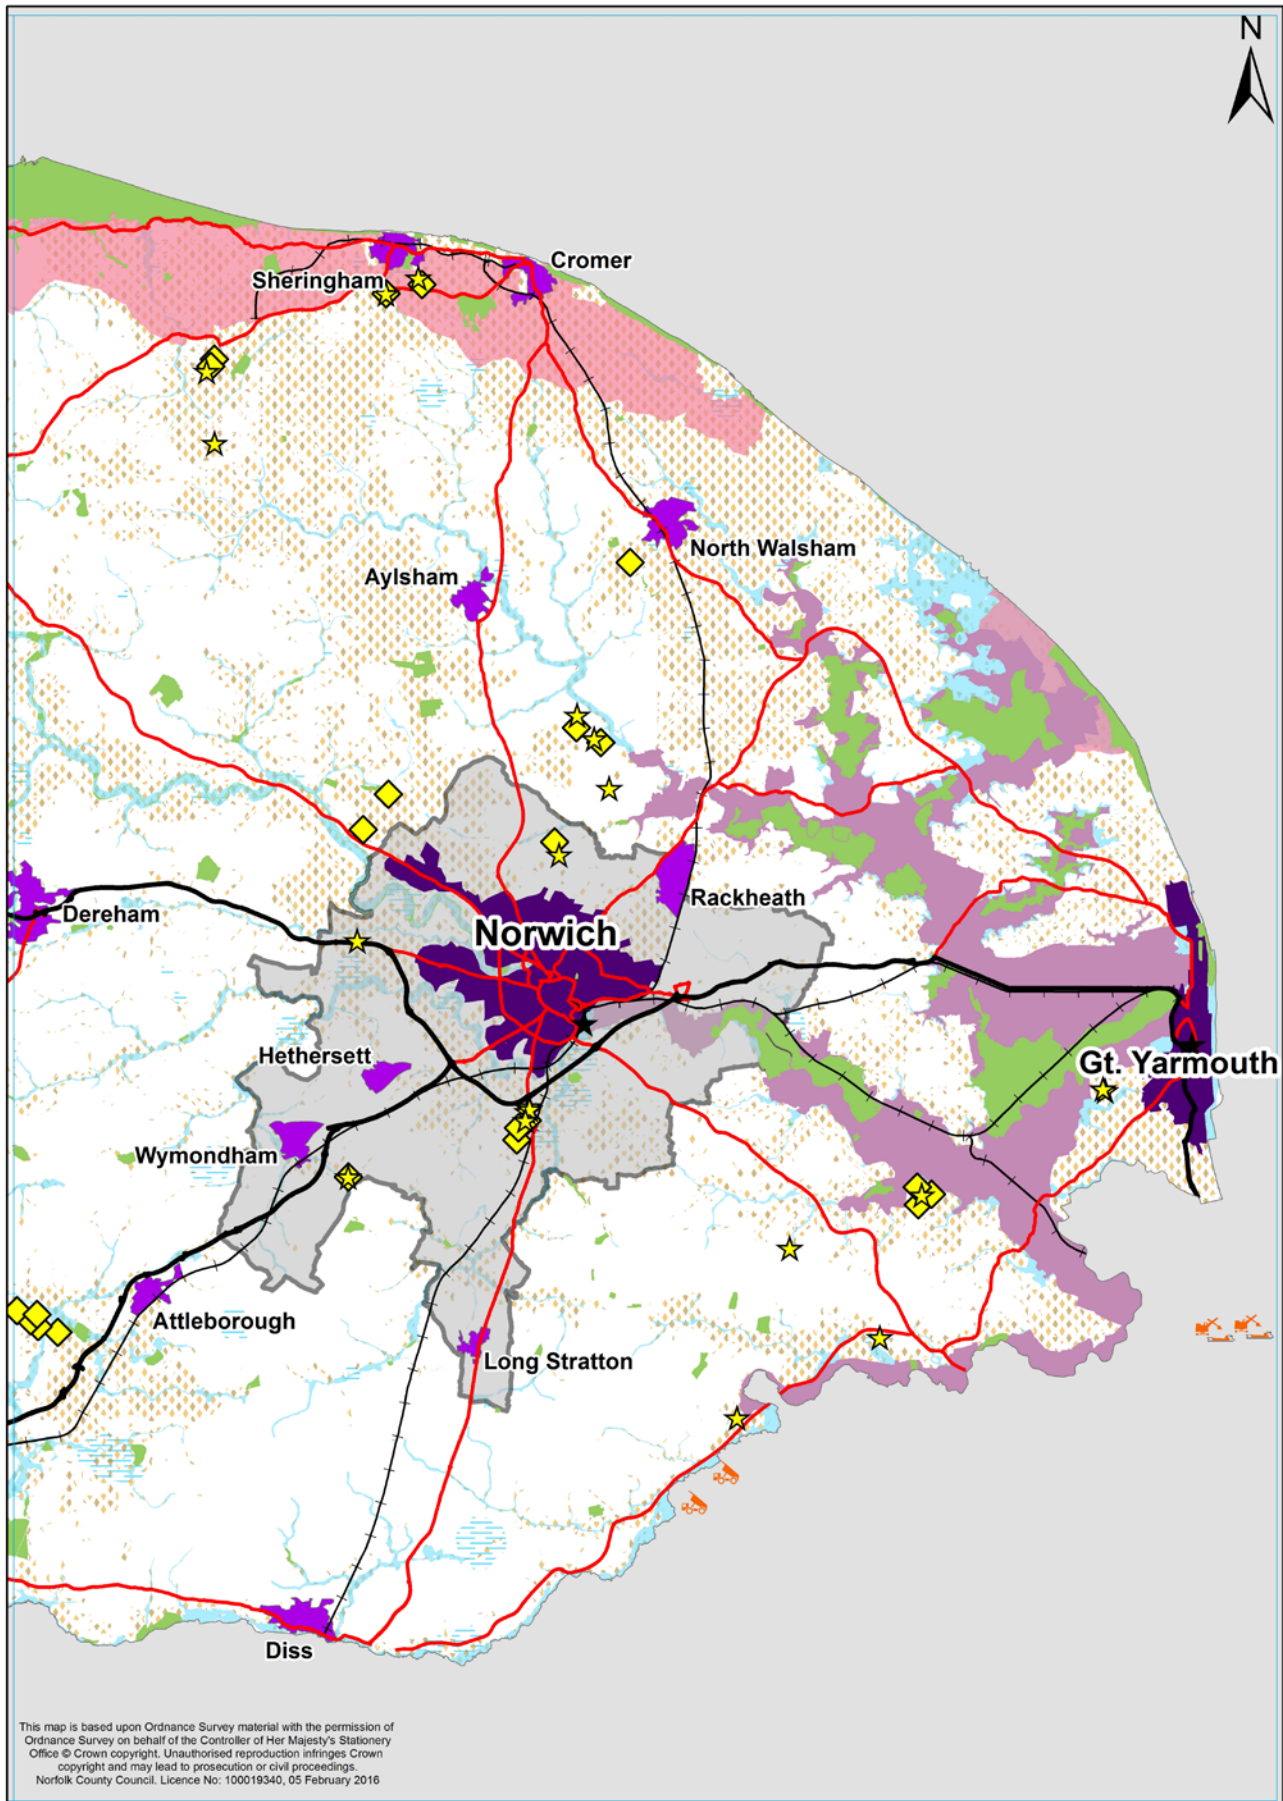 N
Cromer
Sheringham
North Walsham
Aylsham
Rackheath
Dereham
Norwich
Hethersett
Gt. Yarmouth
Wymondham
Attleborough
Long Stratton
Diss
This map is based upon Ordnance Survey material with the permission of
Ordnance Survey on behalf of the Controller of Her Majesty's Stationery
Office © Crown copyright. Unauthorised reproduction infringes Crown
copyright and may lead to prosecution or civil proceedings.
Norfolk County Council. Licence No: 100019340, 05 February 2016